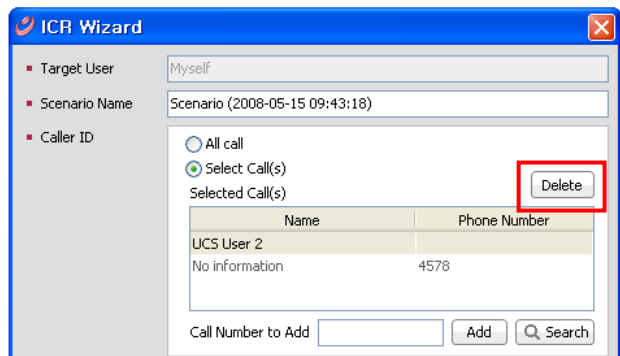 ICR Wizard
Target User Myself
Scenario Name Scenario (2008-05-15 09:43:18)
Caller ID All call
Select Call(s)
Selected Call(s) Delete
Name Phone Number
UCS User 2
No information 4578
Call Number to Add Add Search